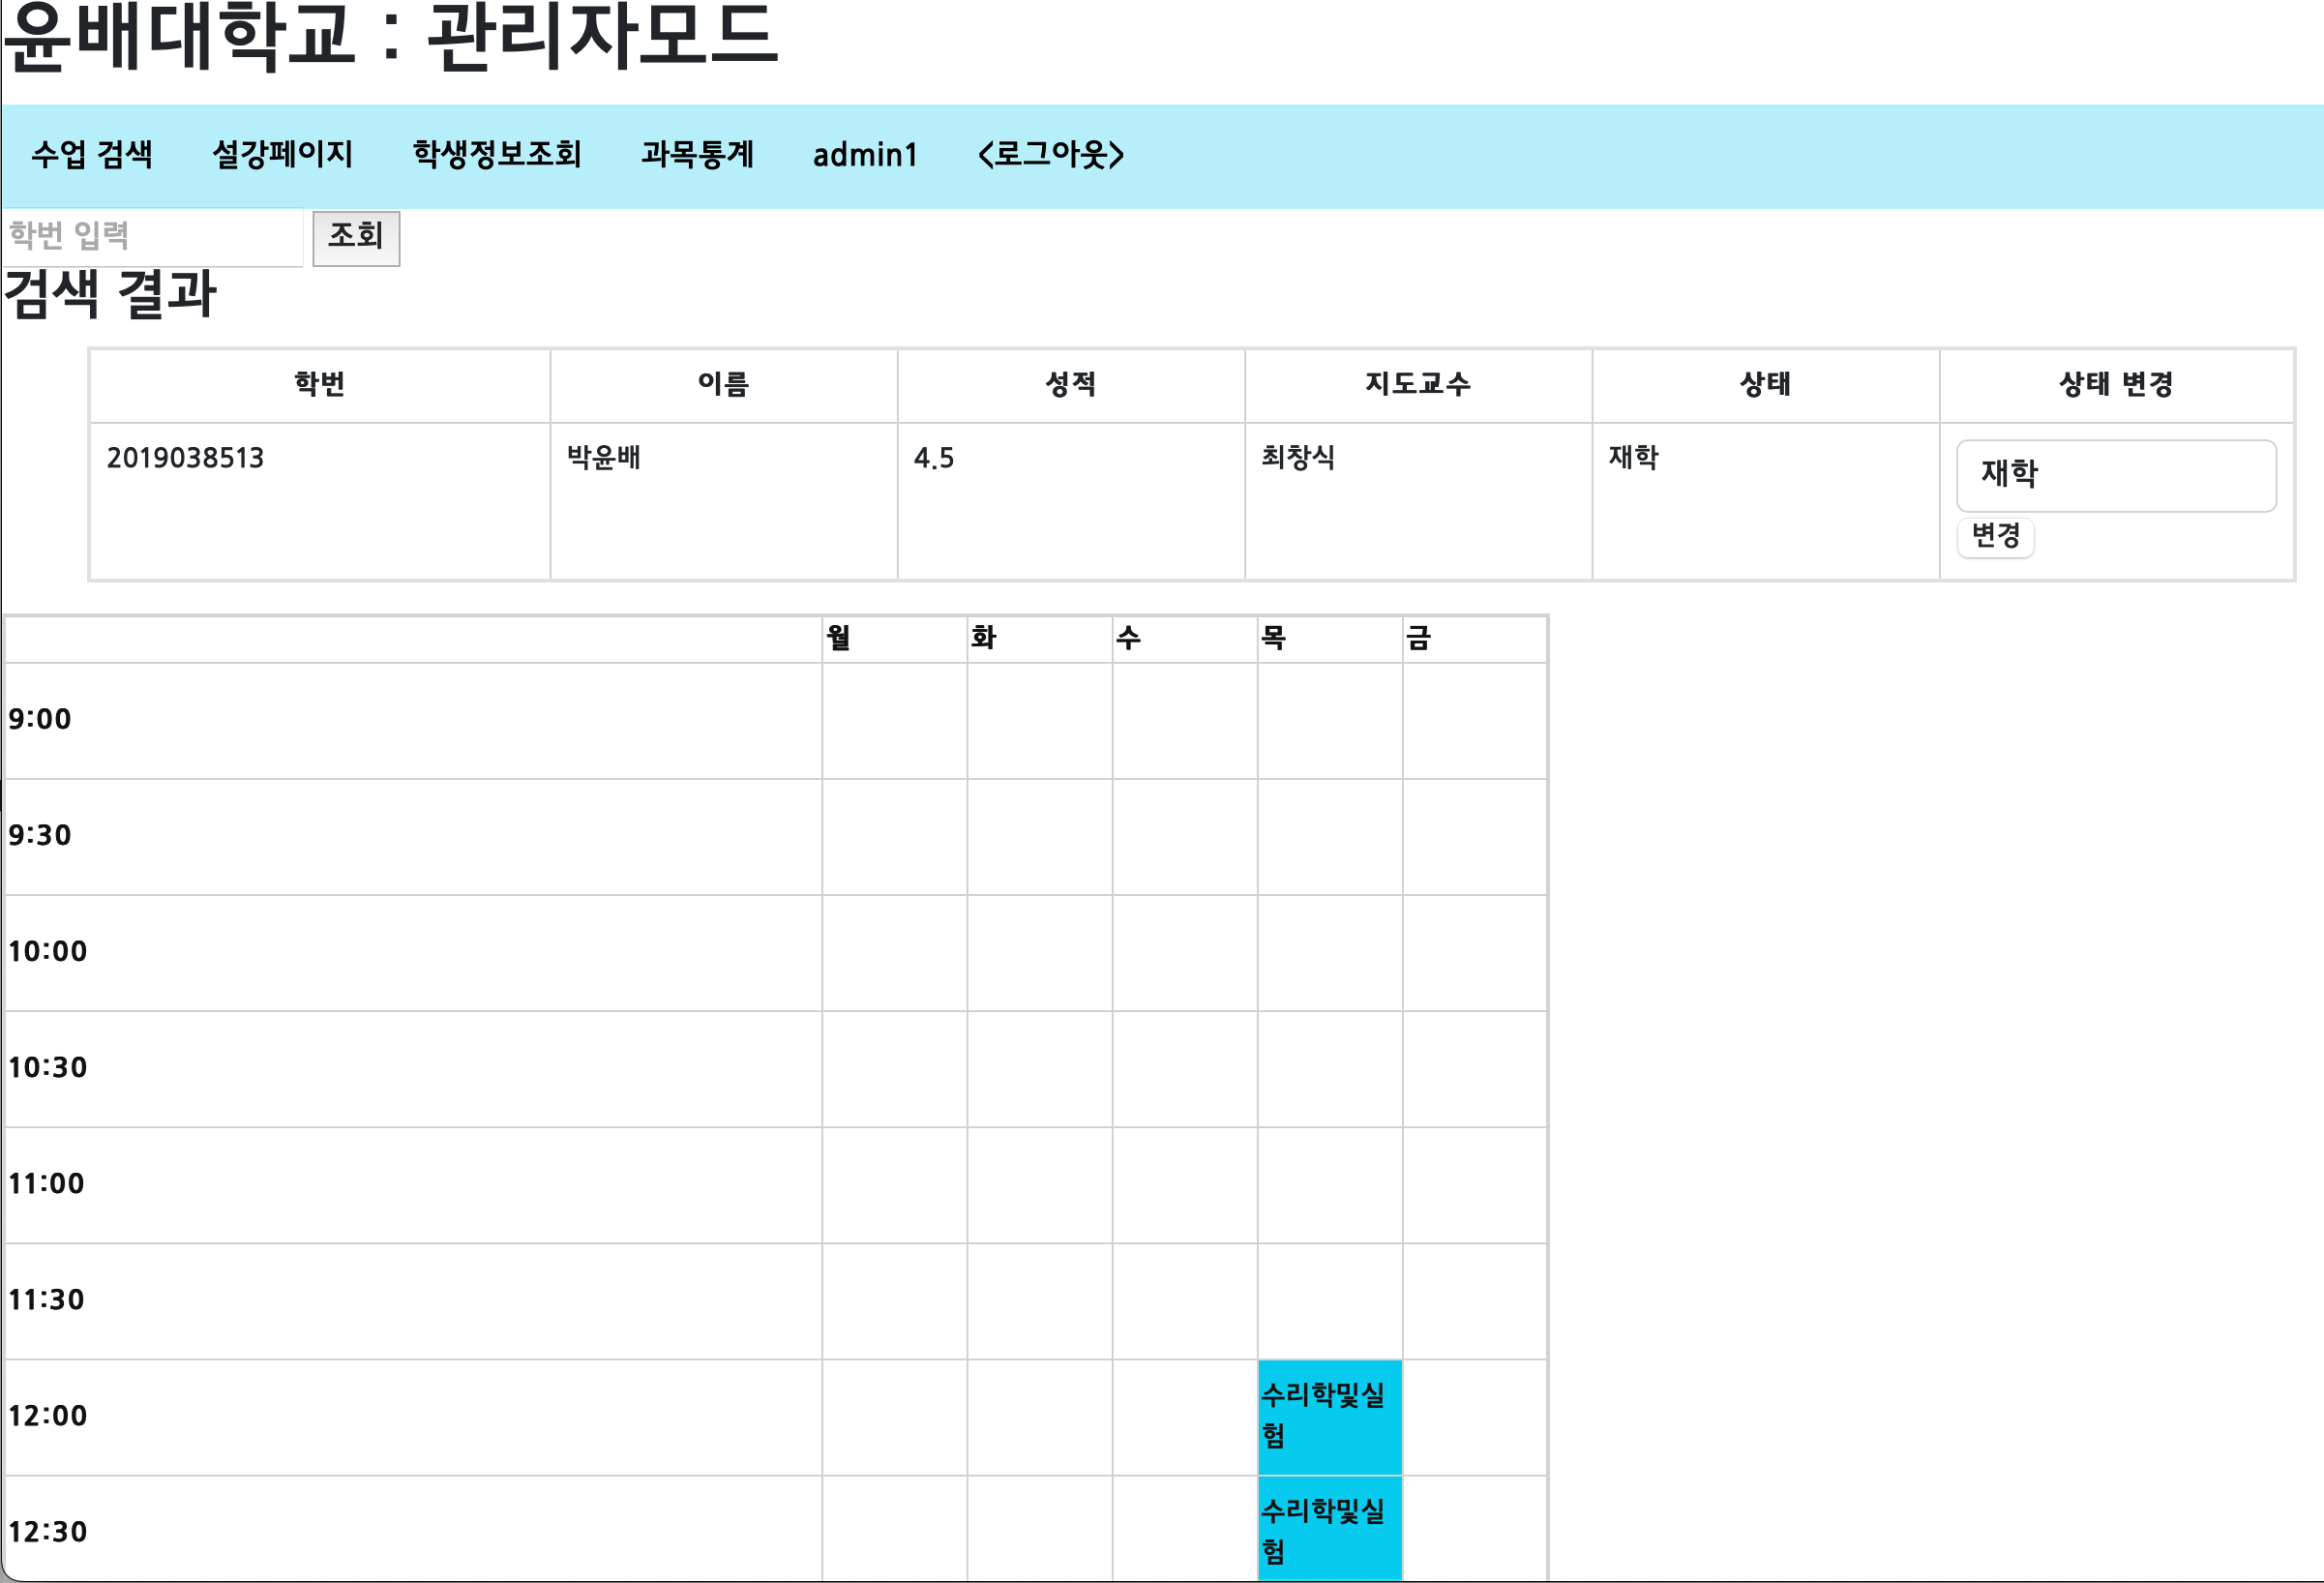 윤배대학교 : 관리자모드
수업 검색 설강페이지 학생정보조회 과목통계 admin1 <로그아웃>
학번 입력 조회
검색 결과
학번 이름 성적 지도교수 상태 상태 변경
2019038513 박윤배 4.5 최창식 재학 재학
변경
월 화 수 목 금
9:00
9:30
10:00
10:30
11:00
11:30
12:00 수리학및실
험
12:30 수리학및실
험